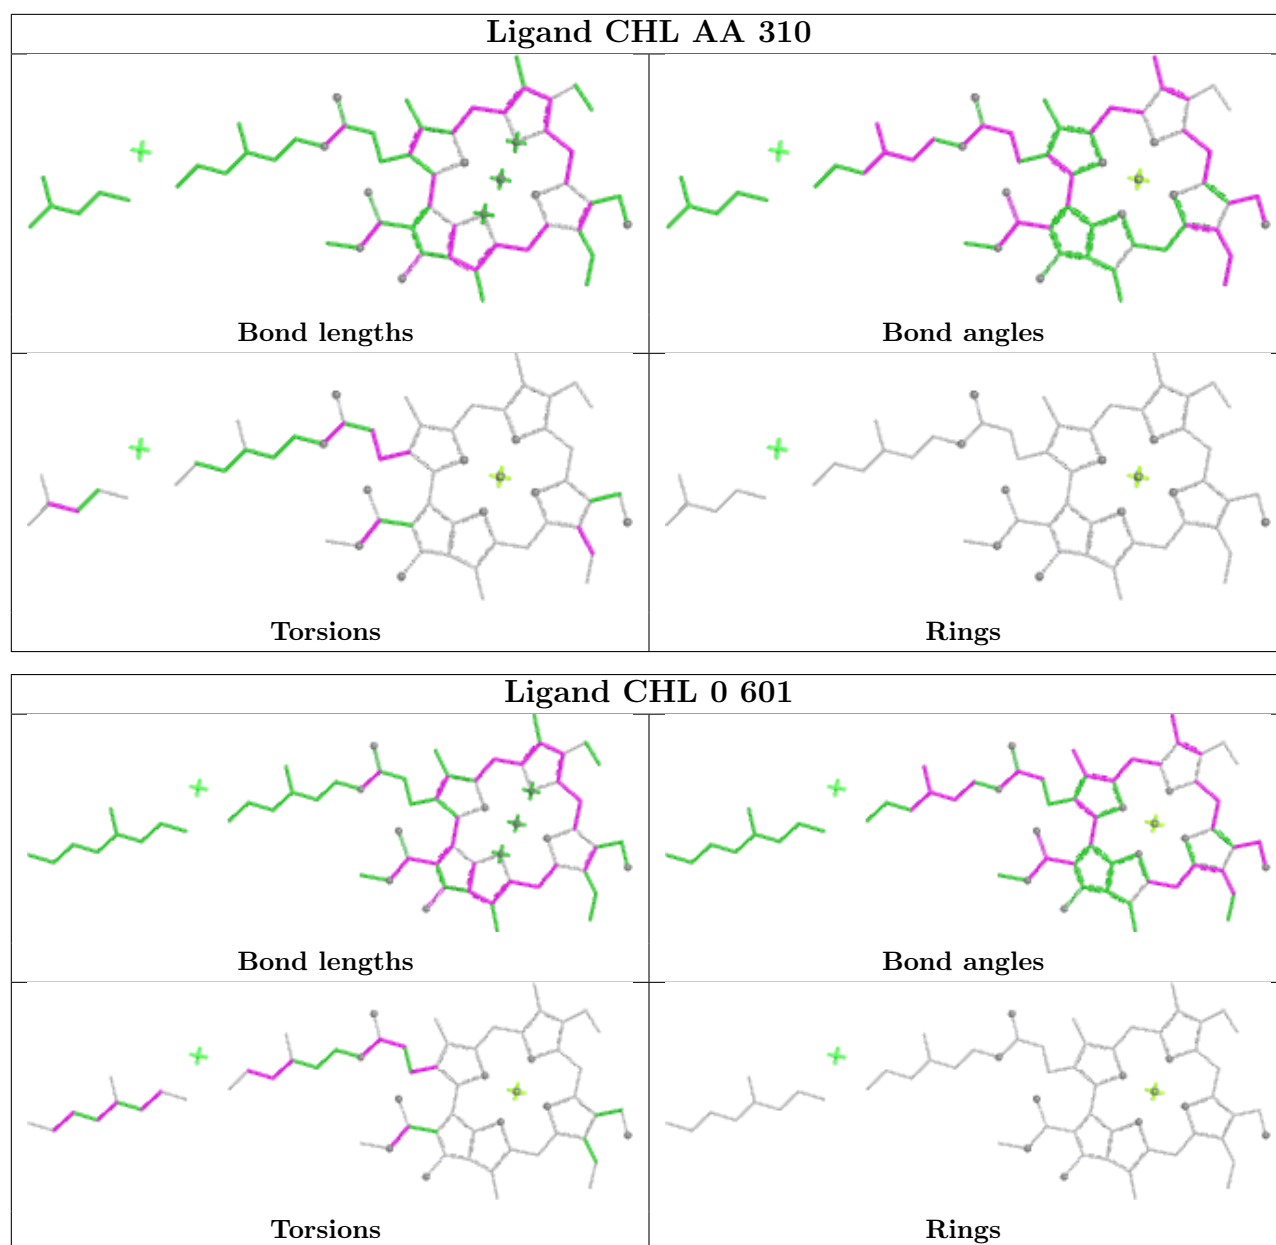 Ligand CHL AA 310
Bond lengths
Bond angles
Torsions
Rings
Ligand CHL 0 601
Bond lengths
Bond angles
Torsions
Rings